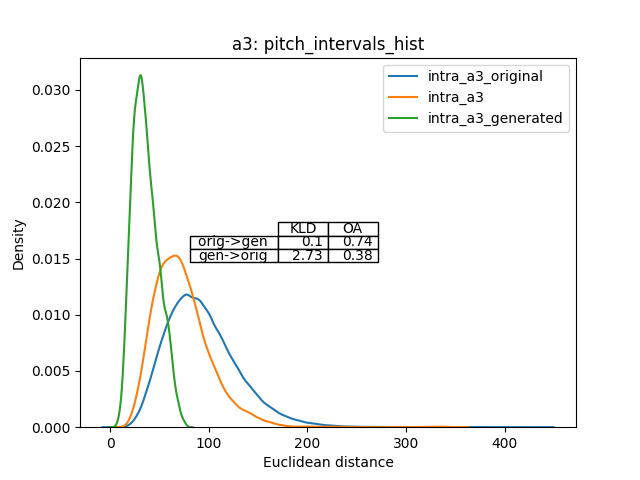 a3: pitch_intervals_hist
intra_a3_original
intra_a3
intra_a3_generated
KLD OA
orig->gen 0.1 0.74
gen->orig 2.73 0.38
Density
0.030
0.025
0.020
0.015
0.010
0.005
0.000
0 100 200 300 400
Euclidean distance